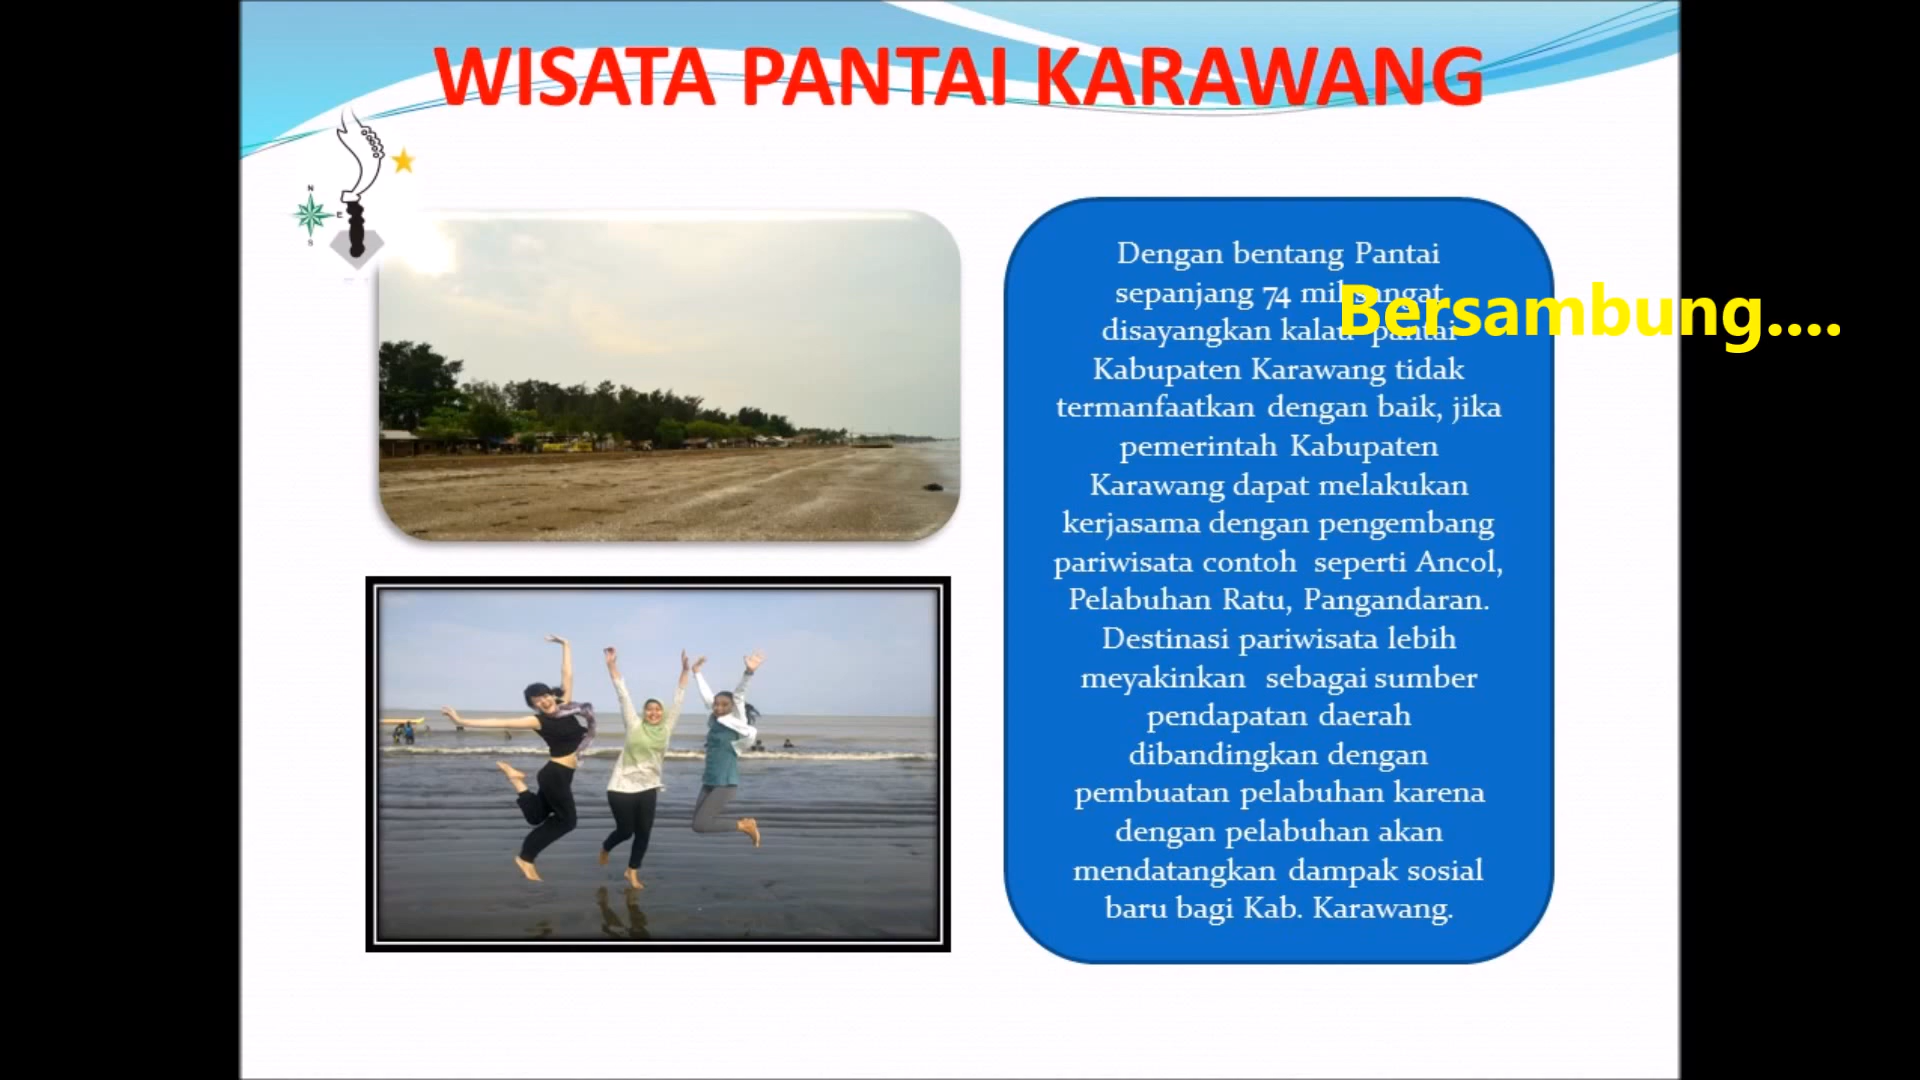 WISATA PANTAI KARAWANG
N
E
S
Dengan bentang Pantai
sepanjang 74 mil sangat
disayangkan kalau pantai
Bersambung....
Kabupaten Karawang tidak
termanfaatkan dengan baik, jika
pemerintah Kabupaten
Karawang dapat melakukan
kerjasama dengan pengembang
pariwisata contoh seperti Ancol,
Pelabuhan Ratu, Pangandaran.
Destinasi pariwisata lebih
meyakinkan sebagai sumber
pendapatan daerah
dibandingkan dengan
pembuatan pelabuhan karena
dengan pelabuhan akan
mendatangkan dampak sosial
baru bagi Kab. Karawang.